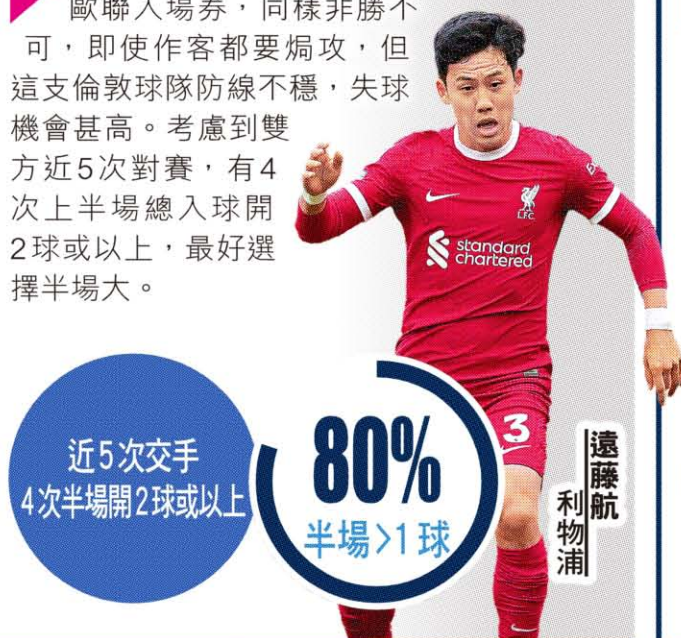 歐聯入場券，同樣非勝不
可，即使作客都要焗攻，但
這支倫敦球隊防線不穩，失球
機會甚高。考慮到雙
方近5次對賽，有4
次上半場總入球開
2球或以上，最好選
擇半場大。
L.F.C.
standard
chartered
3
近5次交手
4次半場開2球或以上
80%
半場>1球
遠藤航
利物浦